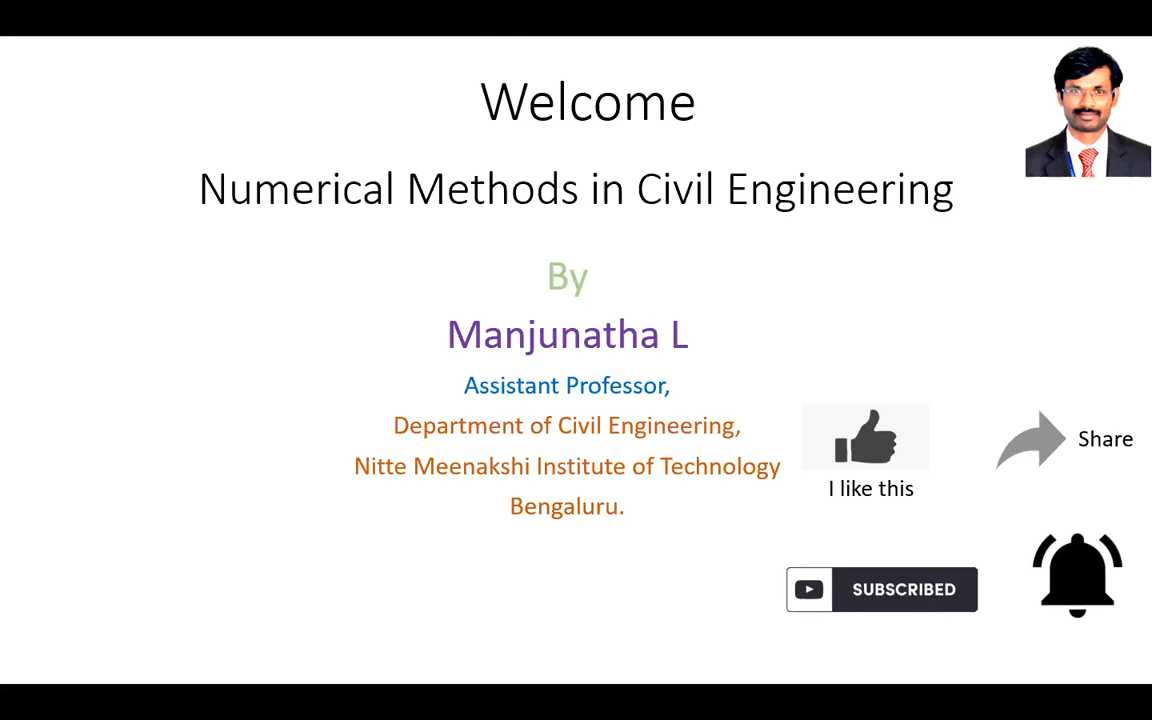 Welcome
Numerical Methods in Civil Engineering
By
Manjunatha L
Assistant Professor,
Department of Civil Engineering,
Nitte Meenakshi Institute of Technology
Bengaluru.
I like this
Share
SUBSCRIBED